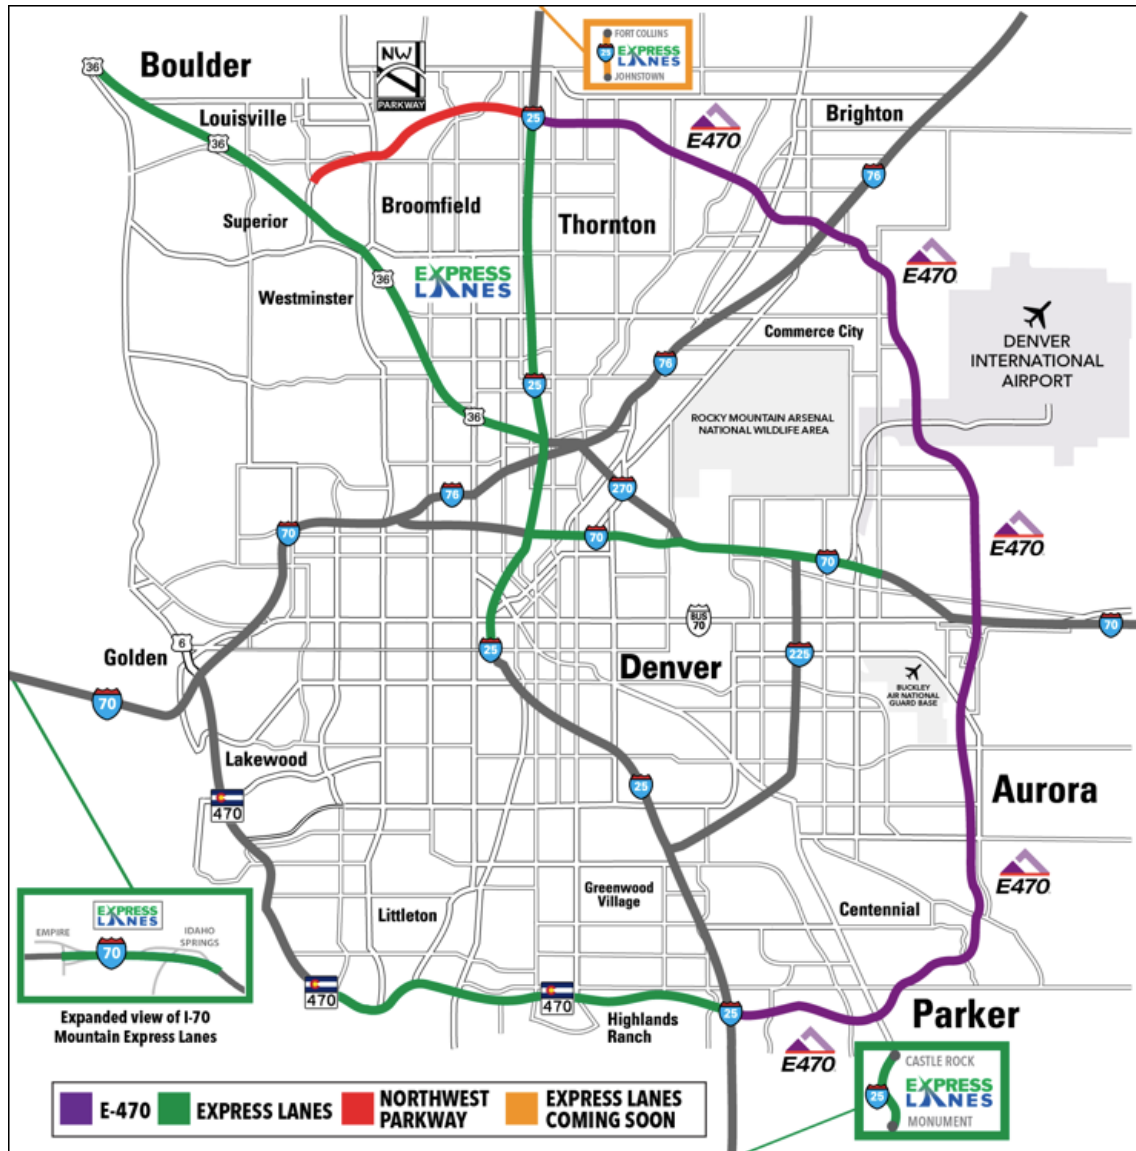 FORT COLLINS
25
EXPRESS
LANES
JOHNSTOWN
NW
PARKWAY
36
Boulder
Louisville
36
25
E470
Brighton
76
Superior
Broomfield
Thornton
E470
36
EXPRESS
LANES
Westminster
Commerce City
DENVER
INTERNATIONAL
AIRPORT
76
25
36
ROCKY MOUNTAIN ARSENAL
NATIONAL WILDLIFE AREA
76
270
70
70
70
E470
BUS
70
70
6
Golden
25
Denver
225
BUCKLEY
AIR NATIONAL
GUARD BASE
70
Lakewood
25
Aurora
470
E470
Greenwood
Village
Centennial
Littleton
EXPRESS
LANES
EMPIRE
70
IDAHO
SPRINGS
Expanded view of I-70
Mountain Express Lanes
470
470
Highlands
Ranch
25
Parker
E470
CASTLE ROCK
25
EXPRESS
LANES
MONUMENT
E-470
EXPRESS LANES
NORTHWEST
PARKWAY
EXPRESS LANES
COMING SOON